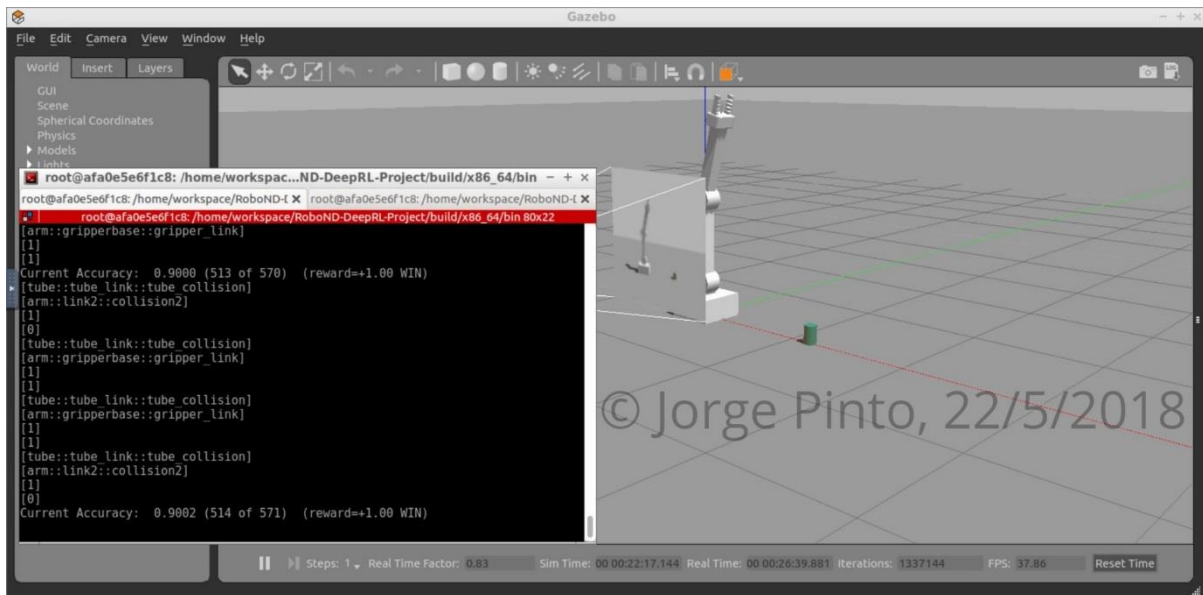 Gazebo
File Edit Camera View Window Help
World Insert Layers
GUI
Scene
Spherical Coordinates
Physics
Models
Lights
root@afa0e5e6f1c8: /home/workspac...ND-DeepRL-Project/build/x86_64/bin
root@afa0e5e6f1c8: /home/workspace/RoboND-D root@afa0e5e6f1c8: /home/workspace/RoboND-D
root@afa0e5e6f1c8: /home/workspace/RoboND-DeepRL-Project/build/x86_64/bin 80x22
[arm::gripperbase::gripper_link]
[1]
[1]
Current Accuracy:  0.9000 (513 of 570)  (reward=+1.00 WIN)
[tube::tube_link::tube_collision]
[arm::link2::collision2]
[1]
[0]
[tube::tube_link::tube_collision]
[arm::gripperbase::gripper_link]
[1]
[1]
[tube::tube_link::tube_collision]
[arm::gripperbase::gripper_link]
[1]
[1]
[tube::tube_link::tube_collision]
[arm::link2::collision2]
[1]
[0]
Current Accuracy:  0.9002 (514 of 571)  (reward=+1.00 WIN)
© Jorge Pinto, 22/5/2018
Steps: 1 Real Time Factor: 0.83 Sim Time: 00 00:22:17.144 Real Time: 00 00:26:39.881 Iterations: 1337144 FPS: 37.86 Reset Time